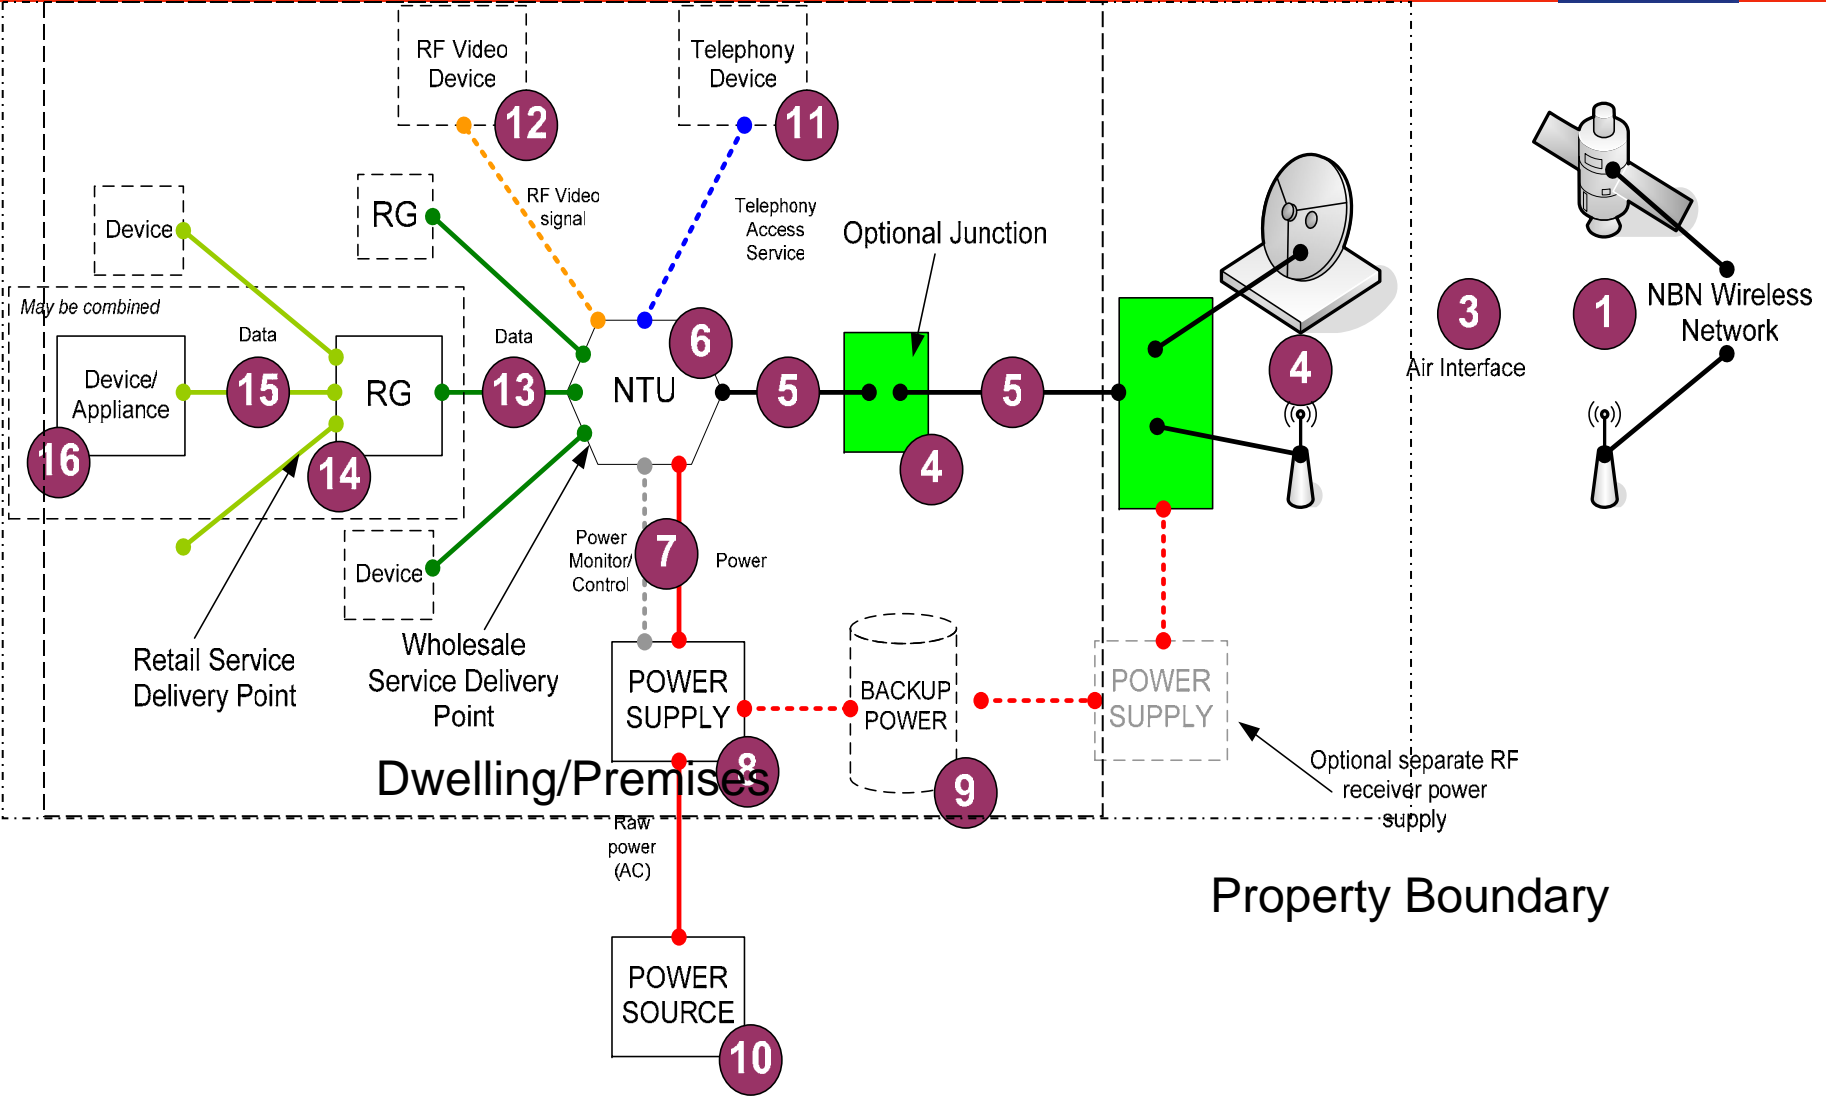 RF Video
Device
12
Telephony
Device
11
RF Video
signal
Telephony
Access
Service
Device
RG
Optional Junction
May be combined
Data
Data
Device/
Appliance
16
15
RG
14
13
NTU
6
5
4
5
4
3
Air Interface
1
NBN Wireless
Network
Device
Power
Monitor/
Control
7
Power
Retail Service
Delivery Point
Wholesale
Service Delivery
Point
POWER
SUPPLY
8
BACKUP
POWER
9
POWER
SUPPLY
Optional separate RF
receiver power
supply
Dwelling/Premises
Raw
power
(AC)
Property Boundary
POWER
SOURCE
10